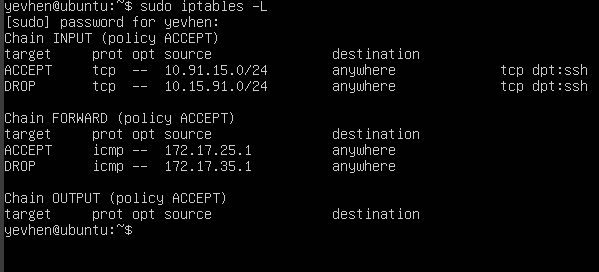 yevhen@ubuntu:~$ sudo iptables -L
[sudo] password for yevhen:
Chain INPUT (policy ACCEPT)
target     prot opt source               destination
ACCEPT     tcp  --  10.91.15.0/24        anywhere             tcp dpt:ssh
DROP       tcp  --  10.15.91.0/24        anywhere             tcp dpt:ssh

Chain FORWARD (policy ACCEPT)
target     prot opt source               destination
ACCEPT     icmp --  172.17.25.1          anywhere
DROP       icmp --  172.17.35.1          anywhere

Chain OUTPUT (policy ACCEPT)
target     prot opt source               destination
yevhen@ubuntu:~$